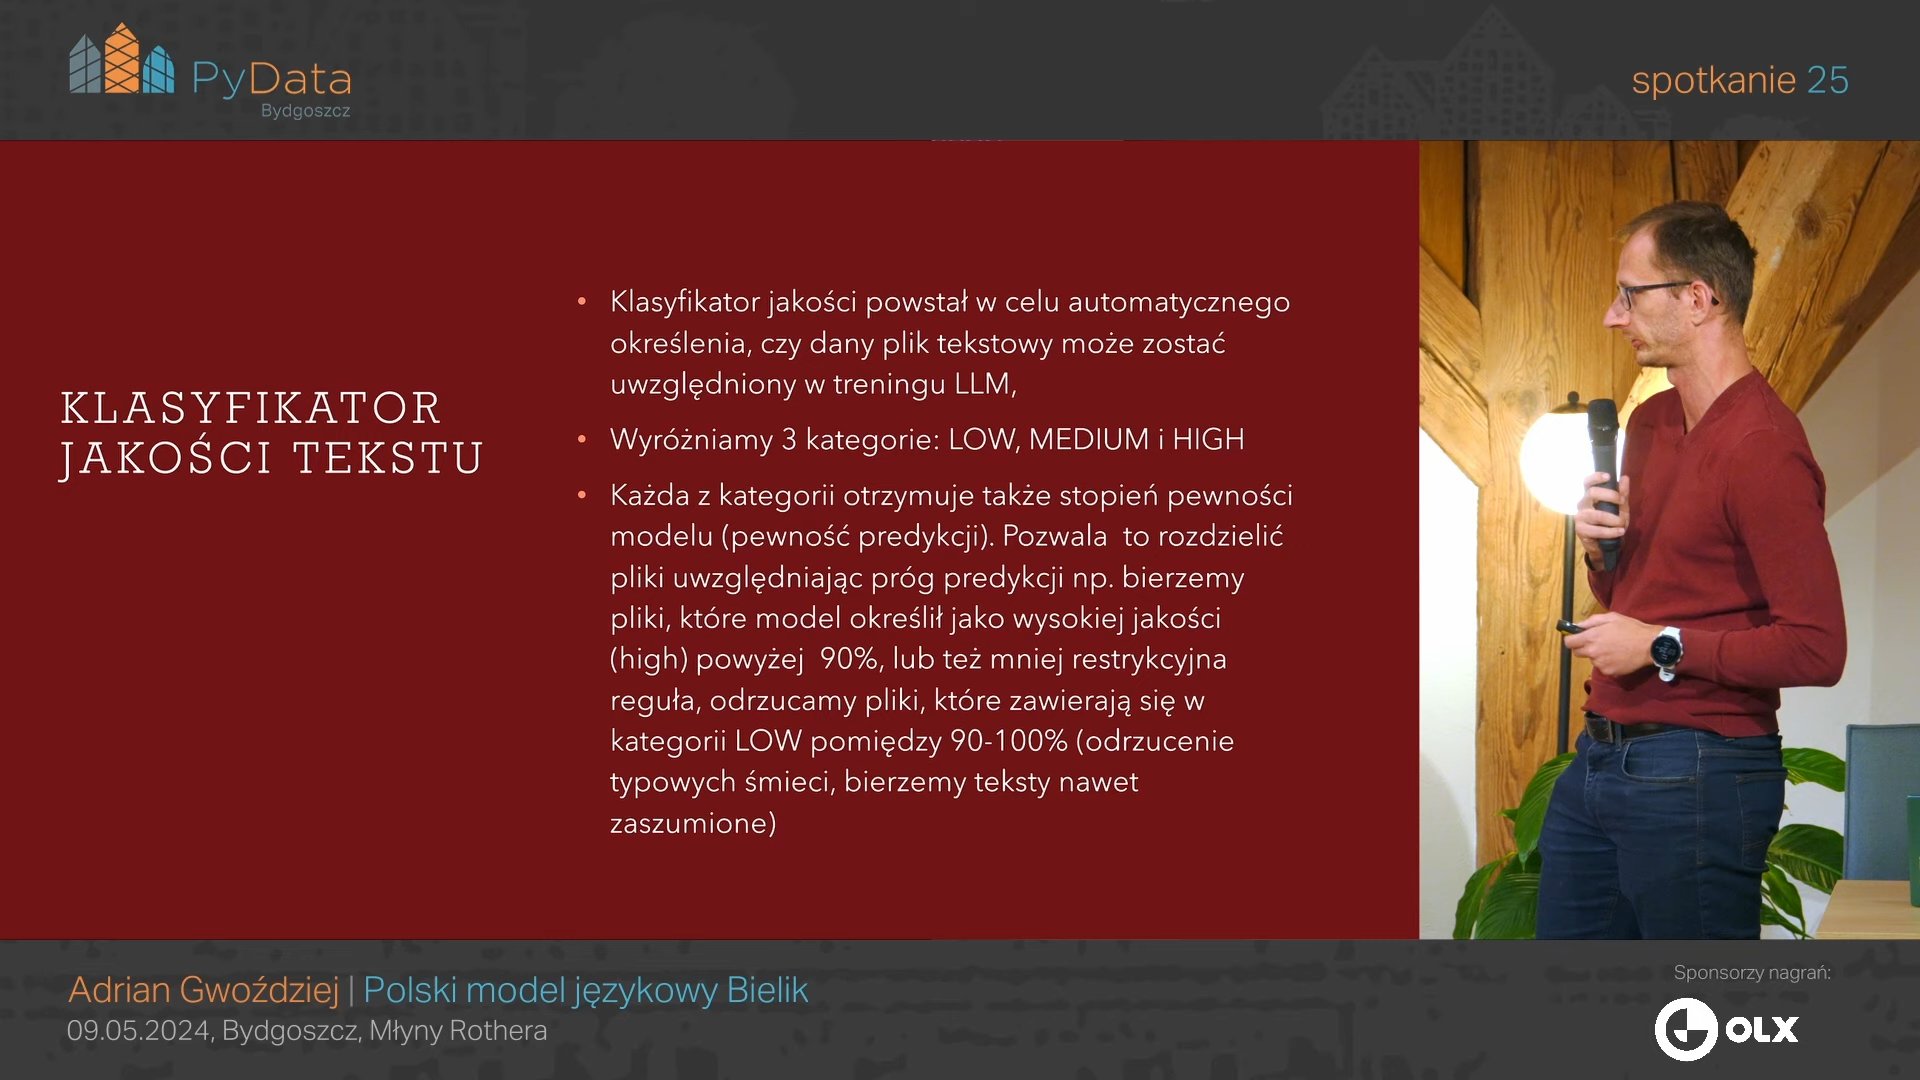 PyData
Bydgoszcz
spotkanie 25
KLASYFIKATOR
JAKOŚCI TEKSTU
• Klasyfikator jakości powstał w celu automatycznego
określenia, czy dany plik tekstowy może zostać
uwzględniony w treningu LLM,
• Wyróżniamy 3 kategorie: LOW, MEDIUM i HIGH
• Każda z kategorii otrzymuje także stopień pewności
modelu (pewność predykcji). Pozwala  to rozdzielić
pliki uwzględniając próg predykcji np. bierzemy
pliki, które model określił jako wysokiej jakości
(high) powyżej  90%, lub też mniej restrykcyjna
reguła, odrzucamy pliki, które zawierają się w
kategorii LOW pomiędzy 90-100% (odrzucenie
typowych śmieci, bierzemy teksty nawet
zaszumione)
Adrian Gwoździej | Polski model językowy Bielik
09.05.2024, Bydgoszcz, Młyny Rothera
Sponsorzy nagrań:
OLX